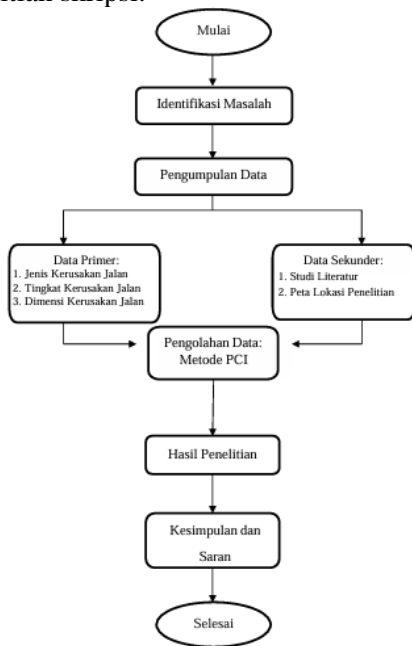 skripsi.
Mulai
Identifikasi Masalah
Pengumpulan Data
Data Primer:
1. Jenis Kerusakan Jalan
2. Tingkat Kerusakan Jalan
3. Dimensi Kerusakan Jalan
Data Sekunder:
1. Studi Literatur
2. Peta Lokasi Penelitian
Pengolahan Data:
Metode PCI
Hasil Penelitian
Kesimpulan dan
Saran
Selesai